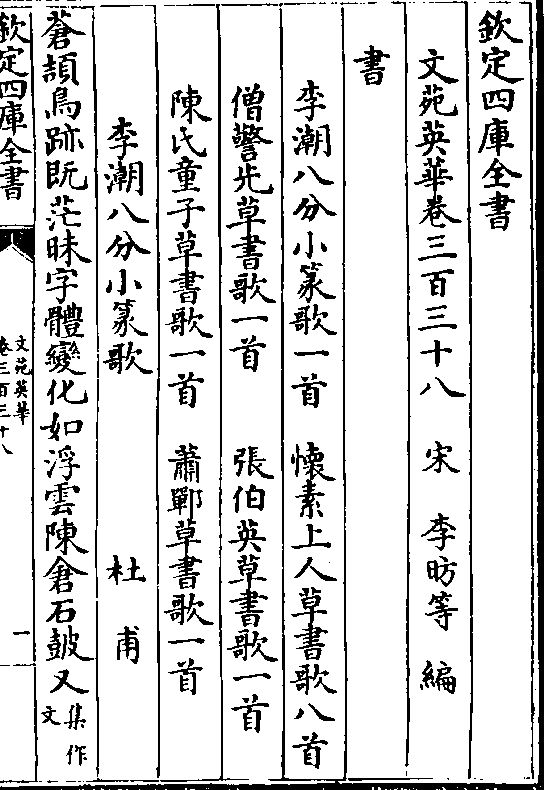 欽定四庫全書
文苑英華卷三百三十八　宋　李昉等　編
書
李潮八分小篆歌一首　懷素上人草書歌八首
僧䛒光草書歌一首　張伯英草書歌一首
陳氏童子草書歌一首　蕭鄲草書歌一首
李潮八分小篆歌　杜甫
蒼頡鳥跡既茫昧字體變化如浮雲陳倉石皷又集作文
欽定四庫全書
文苑英華
卷三百三十八
一